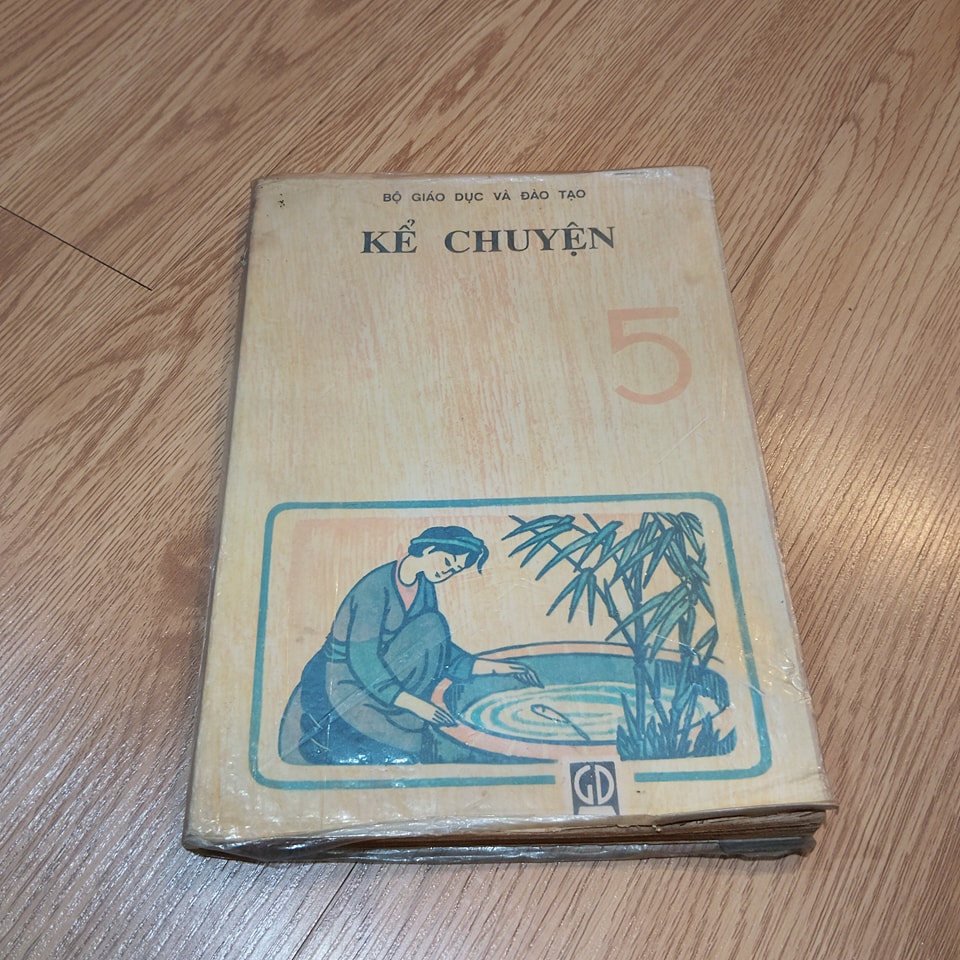 BỘ GIÁO DỤC VÀ ĐÀO TẠO
KỂ CHUYỆN
5
GD